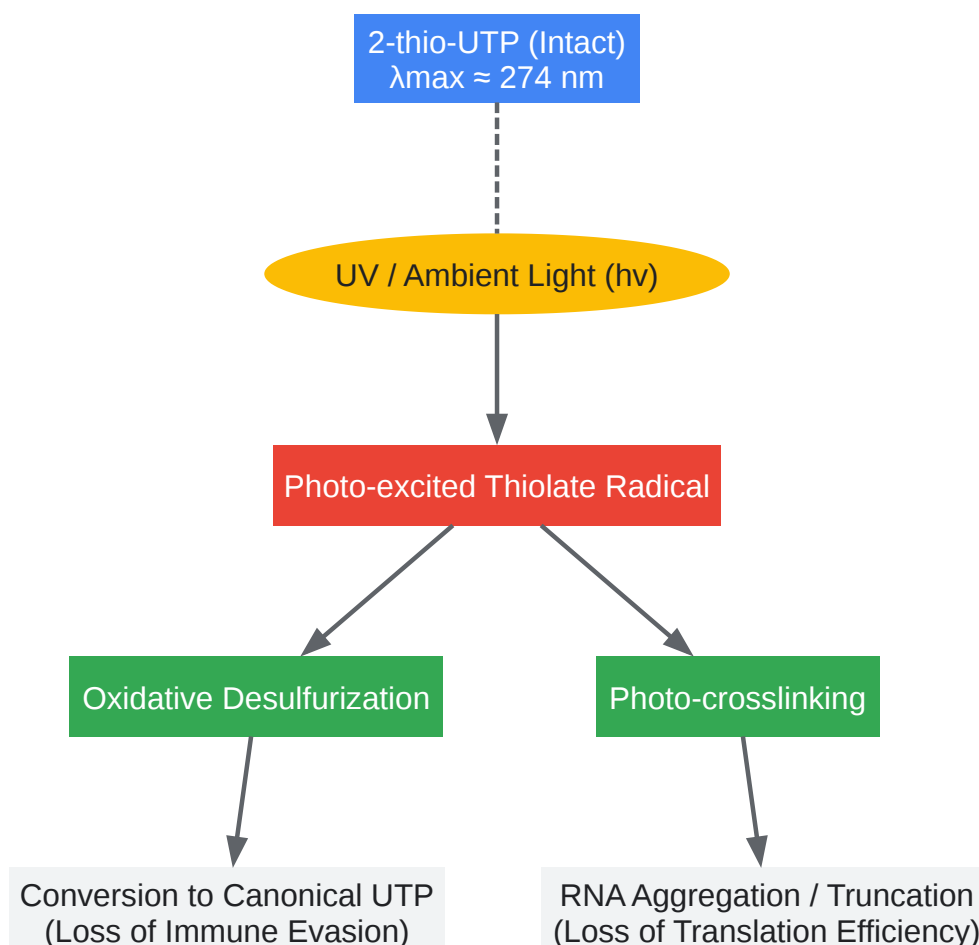 2-thio-UTP (Intact)
λmax ≈ 274 nm
UV / Ambient Light (hv)
Photo-excited Thiolate Radical
Oxidative Desulfurization
Photo-crosslinking
Conversion to Canonical UTP
(Loss of Immune Evasion)
RNA Aggregation / Truncation
(Loss of Translation Efficiency)